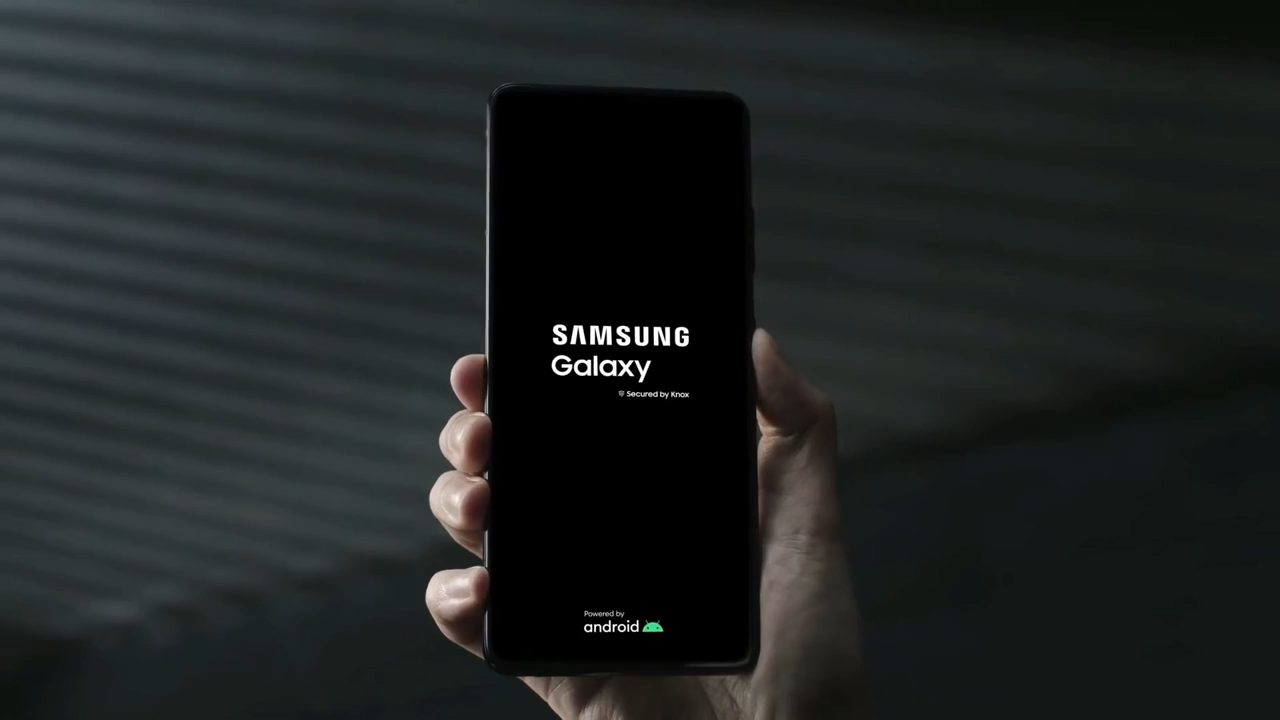 SAMSUNG
Galaxy
Secured by Knox
Powered by
android